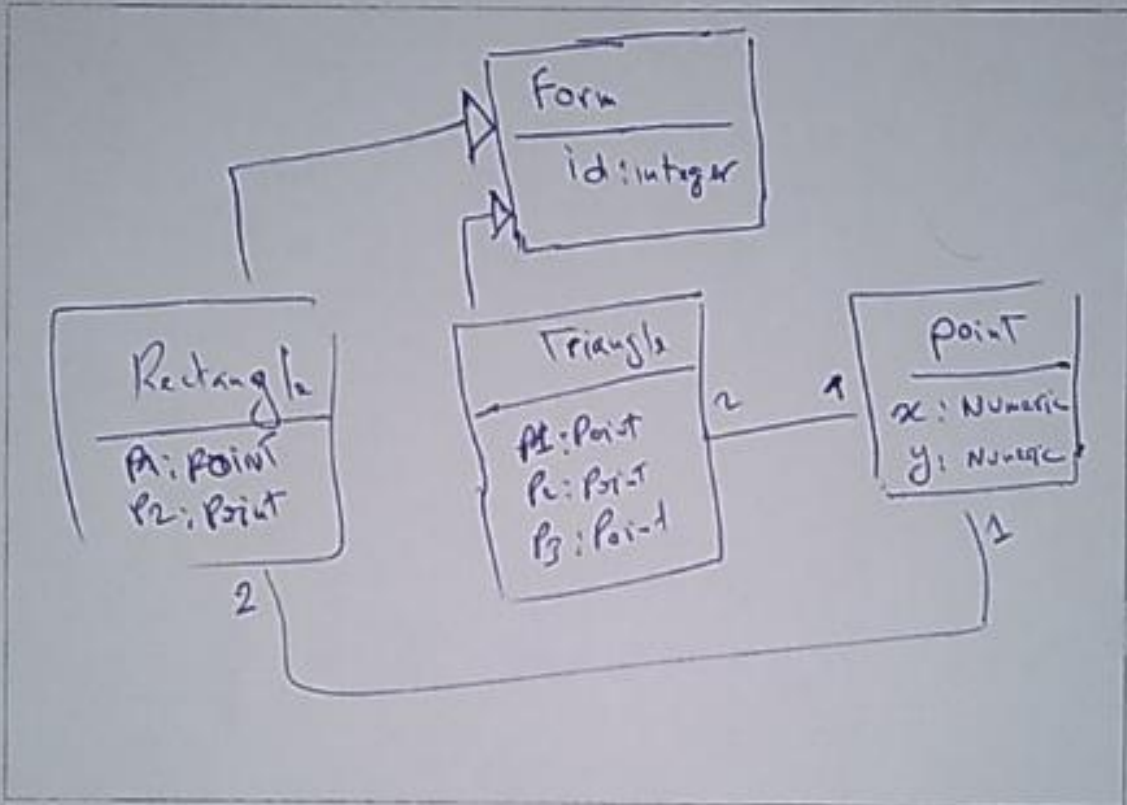 Form
id: integer
Rectangle
P1: Point
P2: Point
2
Triangle
P1: Point
P2: Point
P3: Point
2
1
point
x: Numeric
y: Numeric
1